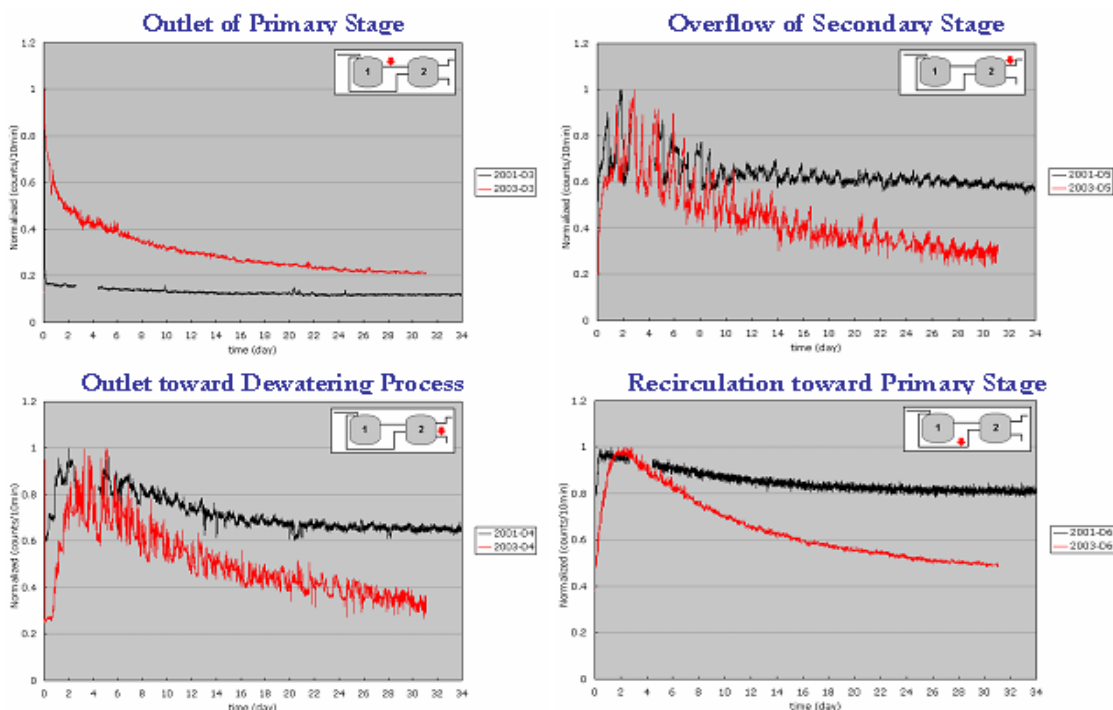 Outlet of Primary Stage
1.2
1
0.8
0.6
0.4
0.2
0
Normalized (counts/10min)
0 2 4 6 8 10 12 14 16 18 20 22 24 26 28 30 32 34
time (day)
1 2
2001-D3
2003-D3
Overflow of Secondary Stage
1.2
1
0.8
0.6
0.4
0.2
0
Normalized (counts/10min)
0 2 4 6 8 10 12 14 16 18 20 22 24 26 28 30 32 34
time (day)
1 2
2001-D5
2003-D5
Outlet toward Dewatering Process
1.2
1
0.8
0.6
0.4
0.2
0
Normalized (counts/10min)
0 2 4 6 8 10 12 14 16 18 20 22 24 26 28 30 32 34
time (day)
1 2
2001-D4
2003-D4
Recirculation toward Primary Stage
1.2
1
0.8
0.6
0.4
0.2
0
Normalized (counts/10min)
0 2 4 6 8 10 12 14 16 18 20 22 24 26 28 30 32 34
time (day)
1 2
2001-D6
2003-D6